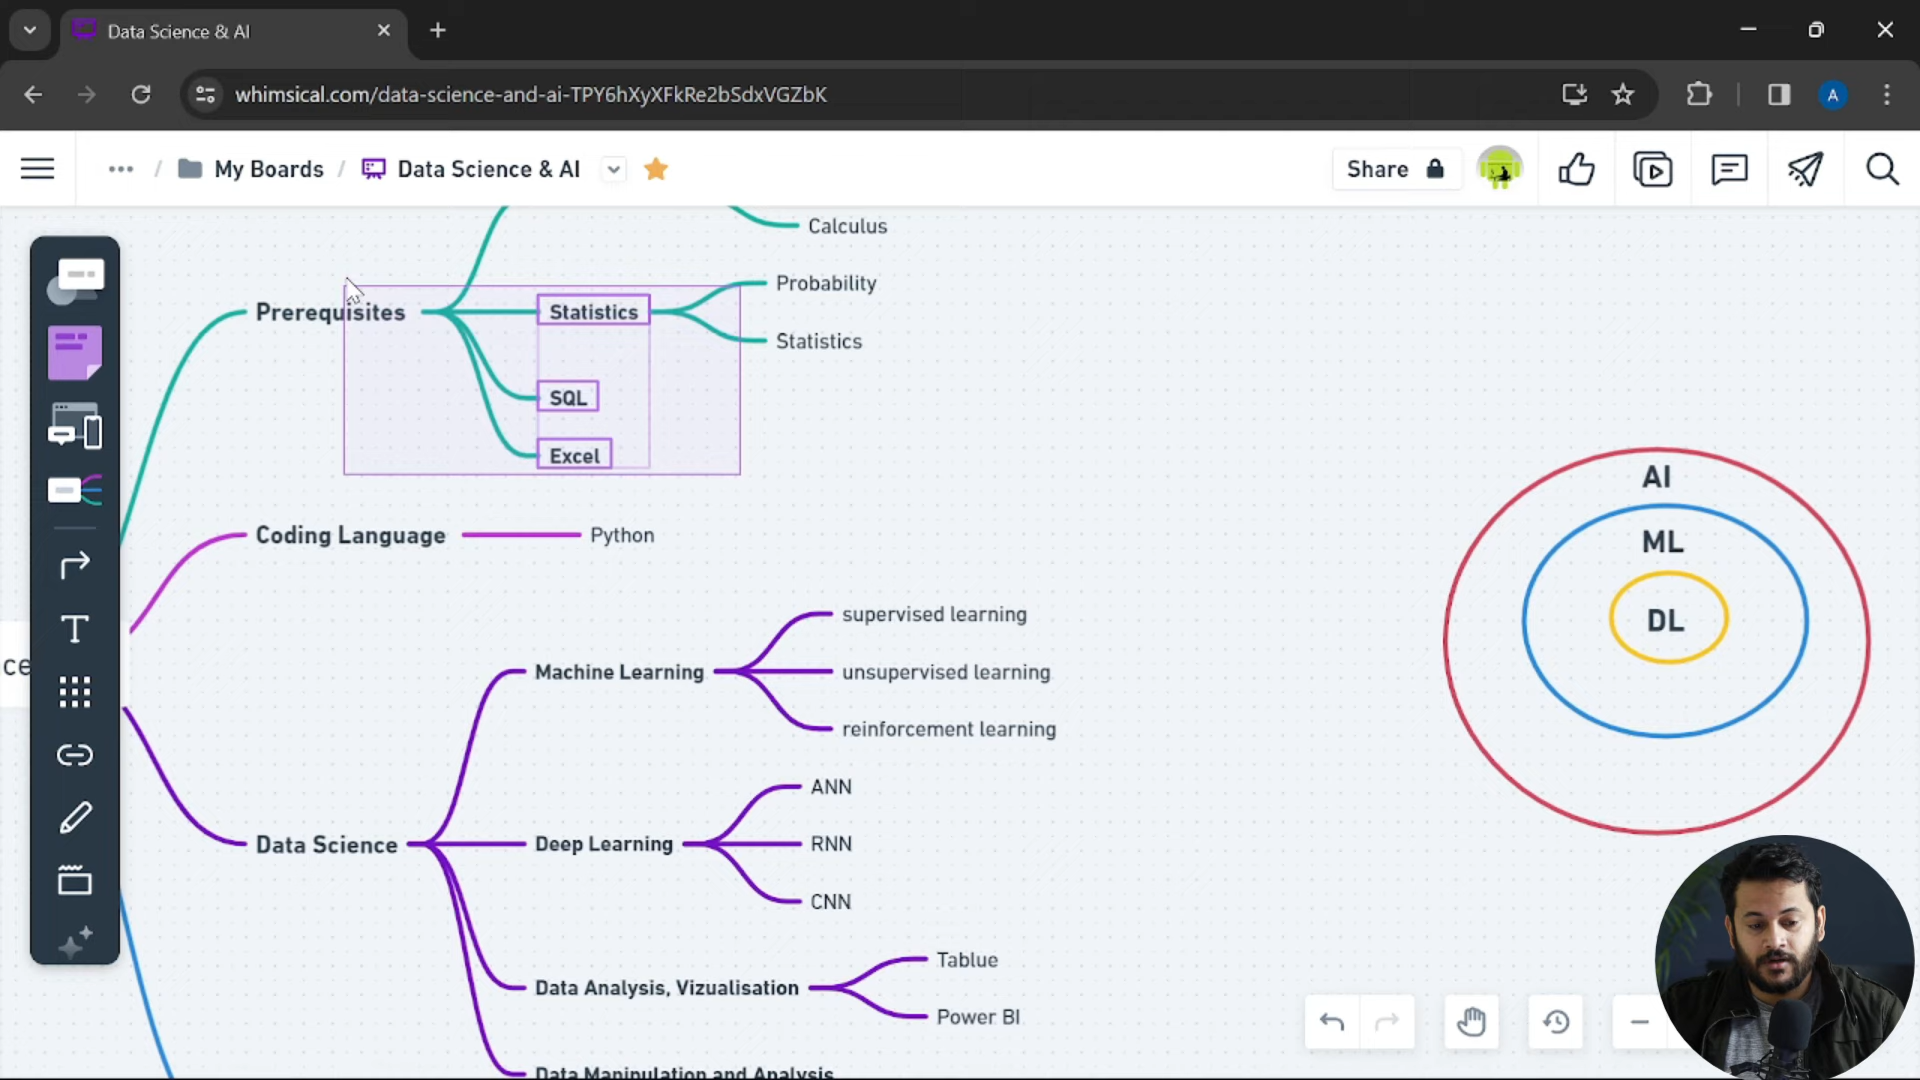 Data Science & AI
whimsical.com/data-science-and-ai-TPY6hXyXFkRe2bSdxVGZbK
A
... / My Boards / Data Science & AI
Share
Calculus
Probability
Prerequisites
Statistics
Statistics
SQL
Excel
AI
ML
DL
Coding Language
Python
supervised learning
Machine Learning
unsupervised learning
reinforcement learning
ce
ANN
Data Science
Deep Learning
RNN
CNN
Tablue
Data Analysis, Vizualisation
Power BI
Data Manipulation and Analysis